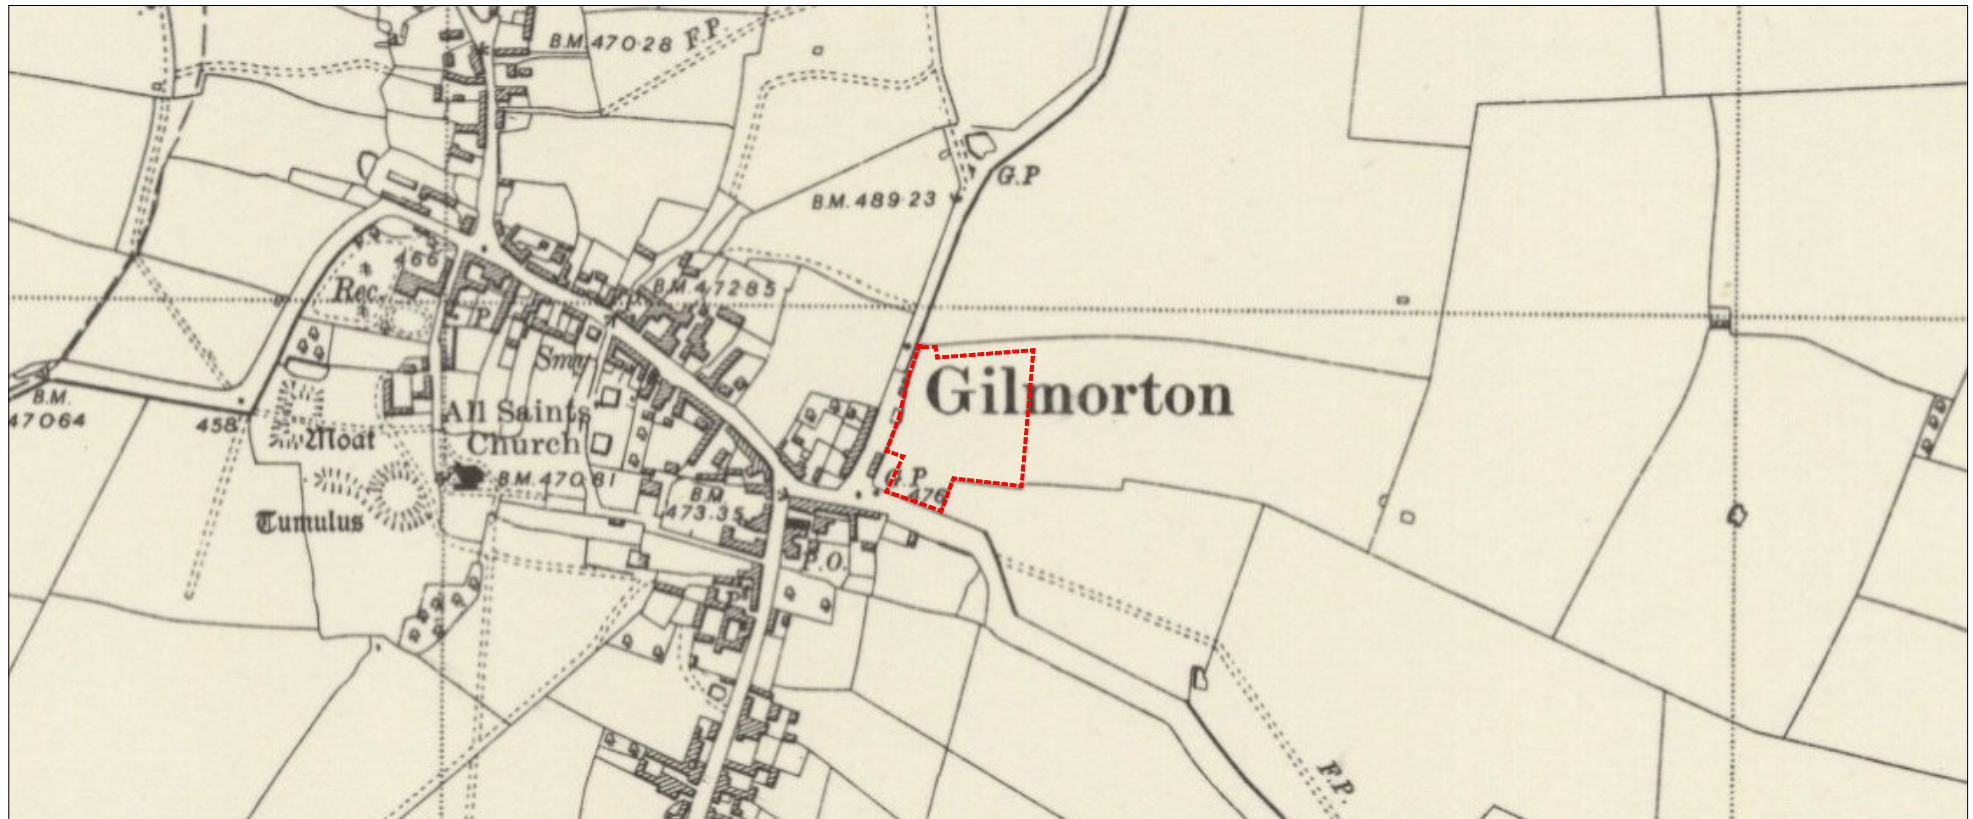 B.M.470·28
F.P.
G.P
B.M.489·23
466
B.M.472·85
Rec.
P
Smy
Gilmorton
B.M.
470·64
458
All Saints'
Church
Moat
B.M.470·81
G.P
476
B.M
473·35
Tumulus
P.O.
F.P.